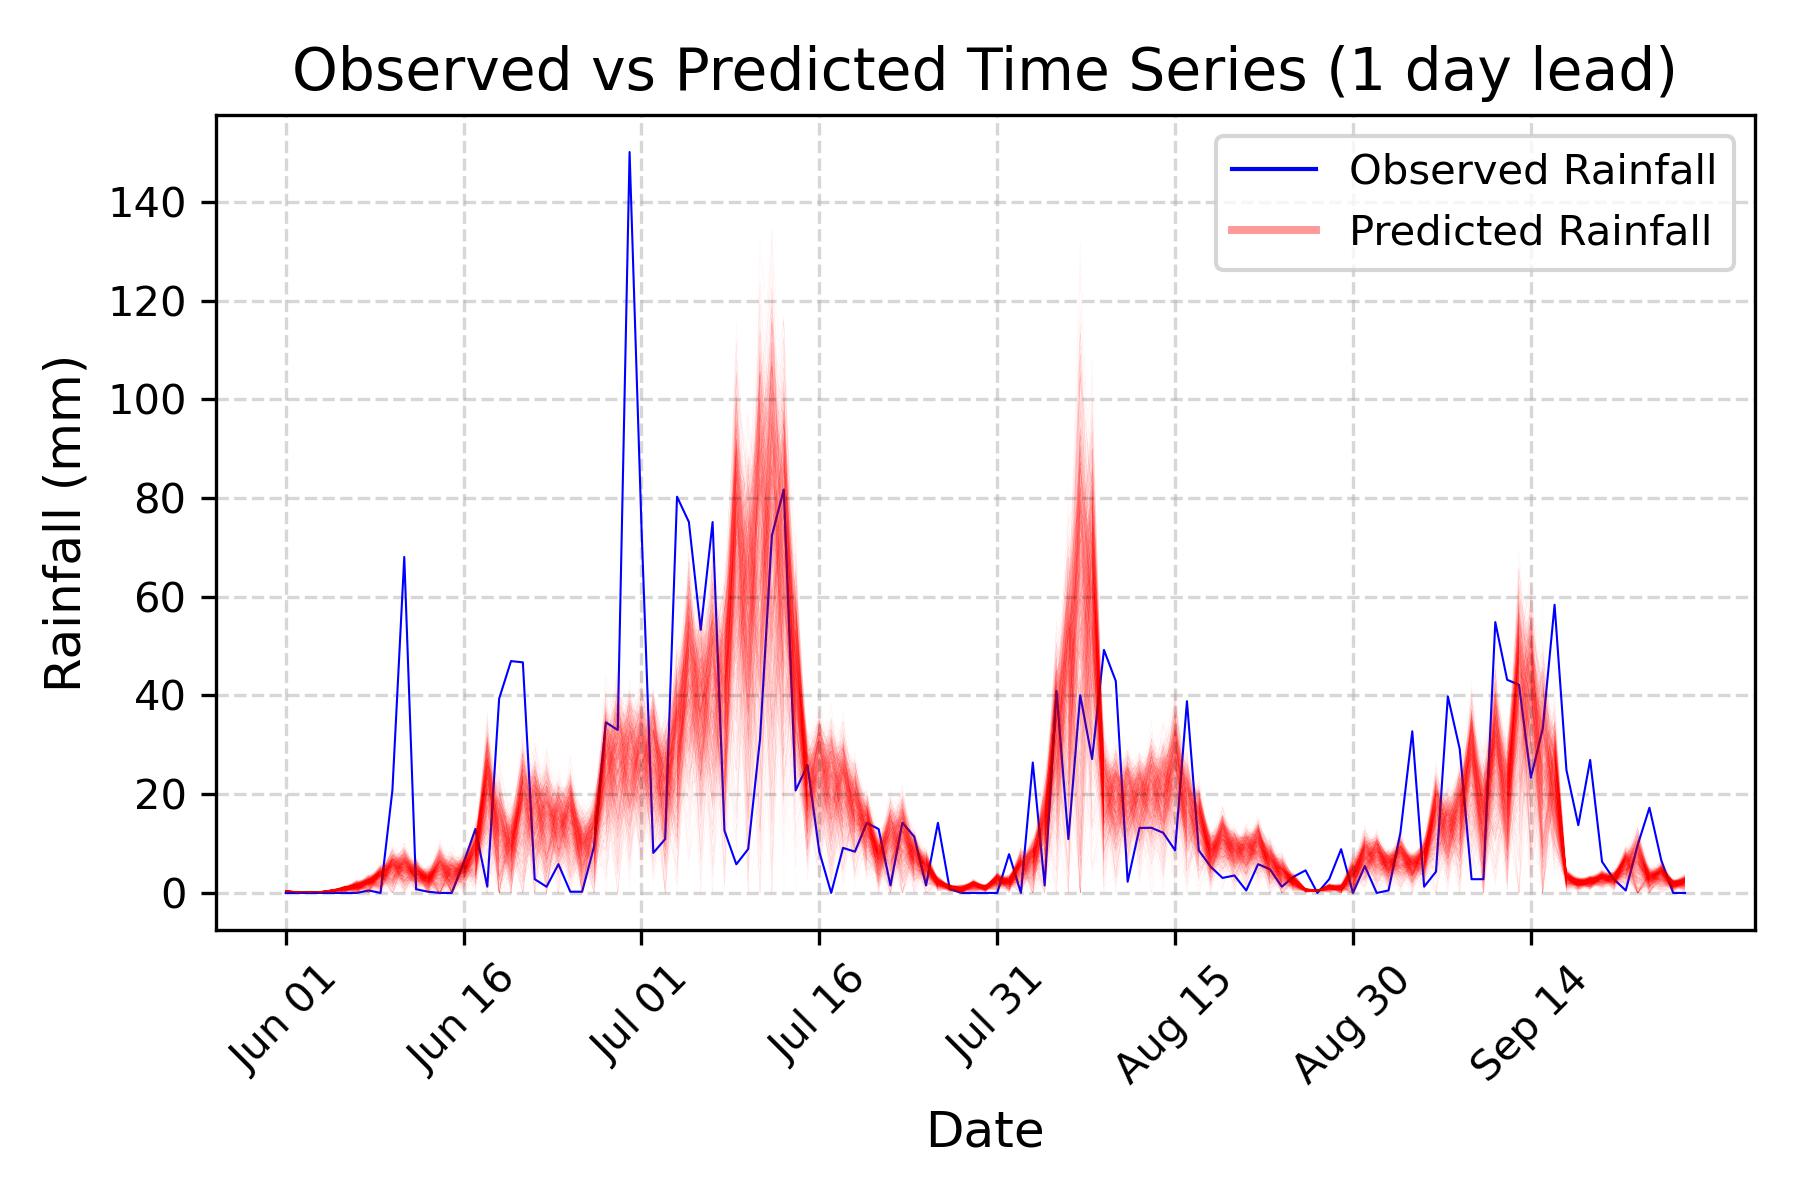 Observed vs Predicted Time Series (1 day lead)
Observed Rainfall
Predicted Rainfall
Rainfall (mm)
140
120
100
80
60
40
20
0
Jun 01
Jun 16
Jul 01
Jul 16
Jul 31
Aug 15
Aug 30
Sep 14
Date